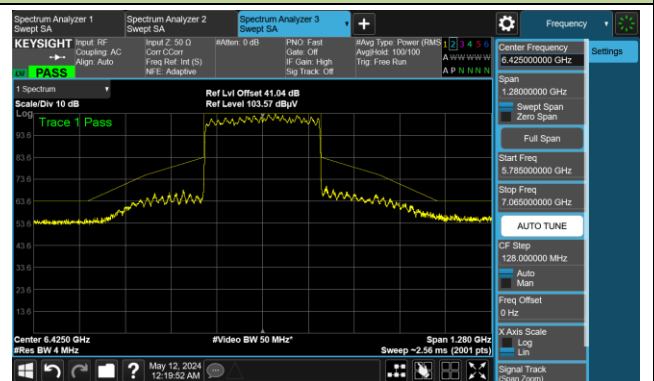 Spectrum Analyzer 1
Swept SA
Spectrum Analyzer 2
Swept SA
Spectrum Analyzer 3
Swept SA
Frequency
KEYSIGHT
Input: RF
Coupling: AC
Align: Auto
Input Z: 50 Ω
Corr CCorr
Freq Ref: Int (S)
NFE: Adaptive
#Atten: 0 dB
PNO: Fast
Gate: Off
IF Gain: High
Sig Track: Off
#Avg Type: Power (RMS
Avg|Hold: 100/100
Trig: Free Run
1 2 3 4 5 6
A W W W W W
A P N N N N
PASS
1 Spectrum
Scale/Div 10 dB
Ref Lvl Offset 41.04 dB
Ref Level 103.57 dBµV
Log
Trace 1 Pass
93.6
83.6
73.6
63.6
53.6
43.6
33.6
23.6
13.6
Center 6.4250 GHz
#Res BW 4 MHz
#Video BW 50 MHz*
Span 1.280 GHz
Sweep ~2.56 ms (2001 pts)
Center Frequency
6.425000000 GHz
Settings
Span
1.28000000 GHz
Swept Span
Zero Span
Full Span
Start Freq
5.785000000 GHz
Stop Freq
7.065000000 GHz
AUTO TUNE
CF Step
128.000000 MHz
Auto
Man
Freq Offset
0 Hz
X Axis Scale
Log
Lin
Signal Track
(Span Zoom)
?
May 12, 2024
12:19:52 AM